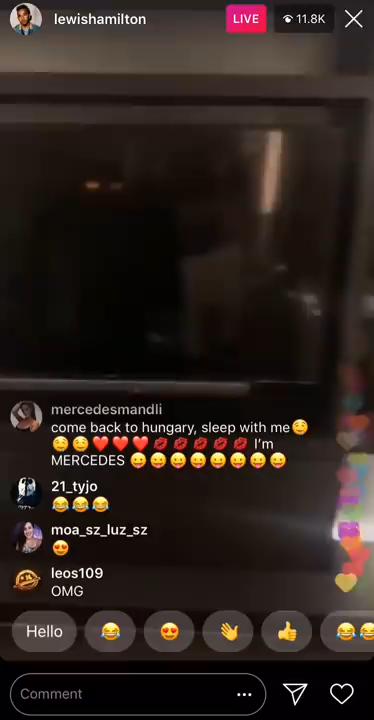 lewishamilton
LIVE
11.8K
mercedesmandli
come back to hungary, sleep with me🤤
🤤🤤❤️❤️❤️💋💋💋💋💋 I'm
MERCEDES 😛😛😛😛😛😛😛😛
21_tyjo
😂😂😂
moa_sz_luz_sz
😍
leos109
OMG
Hello 😂 😍 👋 👍 😂😂
Comment